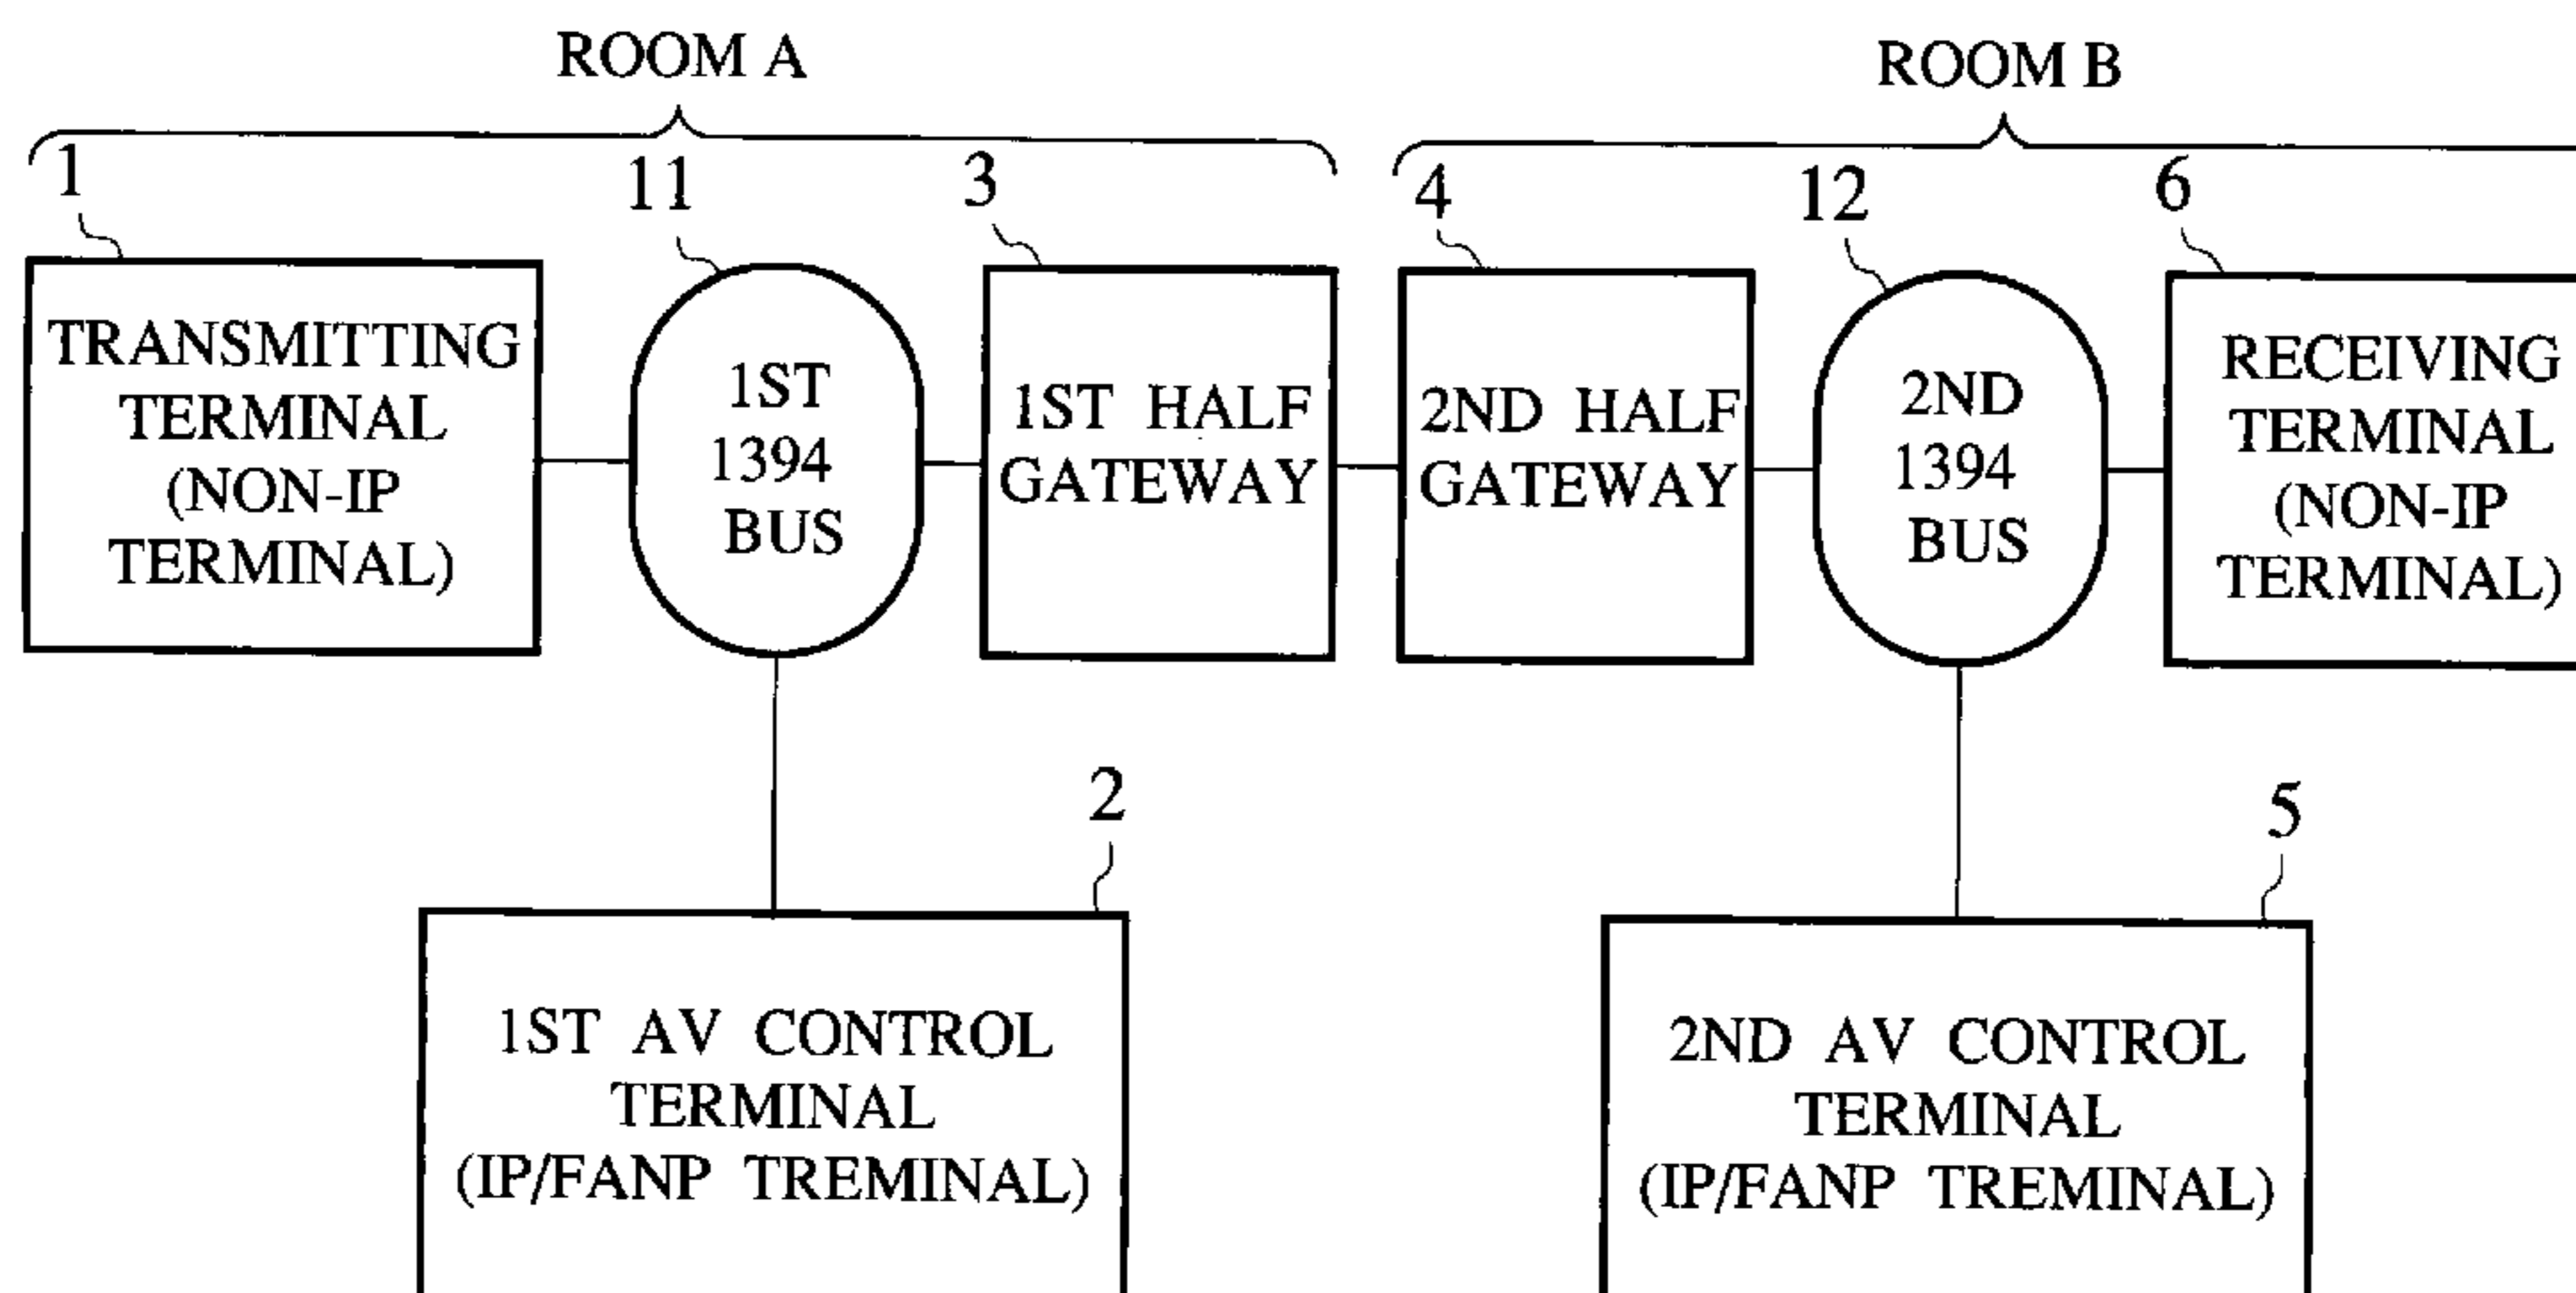 ROOM A
ROOM B
1
11
3
4
12
6
TRANSMITTING
TERMINAL
(NON-IP
TERMINAL)
1ST
1394
BUS
1ST HALF
GATEWAY
2ND HALF
GATEWAY
2ND
1394
BUS
RECEIVING
TERMINAL
(NON-IP
TERMINAL)
2
5
1ST AV CONTROL
TERMINAL
(IP/FANP TREMINAL)
2ND AV CONTROL
TERMINAL
(IP/FANP TREMINAL)